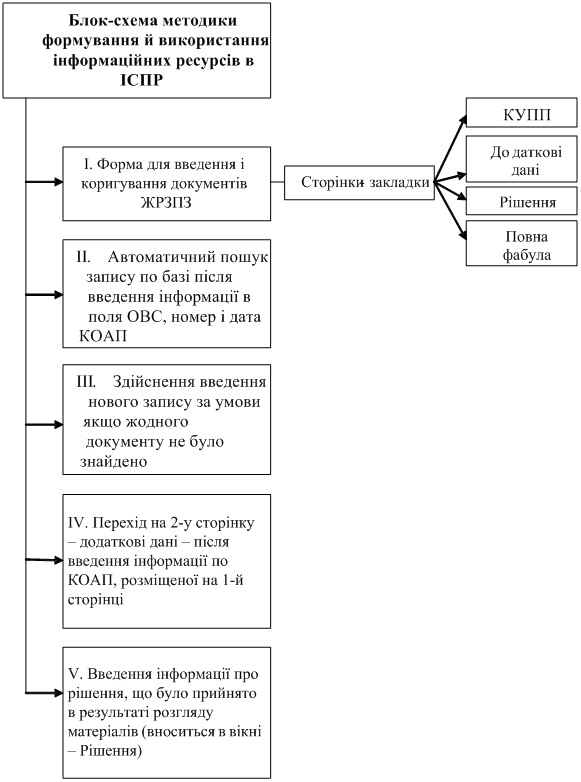 Блок-схема методики
формування й використання
інформаційних ресурсів в
ІСПР
І. Форма для введення і
коригування документів
ЖРЗПЗ
Сторінки закладки
КУПП
До даткові
дані
Рішення
Повна
фабула
ІІ. Автоматичний пошук
запису по базі після
введення інформації в
поля ОВС, номер і дата
КОАП
ІІІ. Здійснення введення
нового запису за умови
якщо жодного
документу не було
знайдено
IV. Перехід на 2-у сторінку
– додаткові дані – після
введення інформації по
КОАП, розміщеної на 1-й
сторінці
V. Введення інформації про
рішення, що було прийнято
в результаті розгляду
матеріалів (вноситься в вікні
– Рішення)